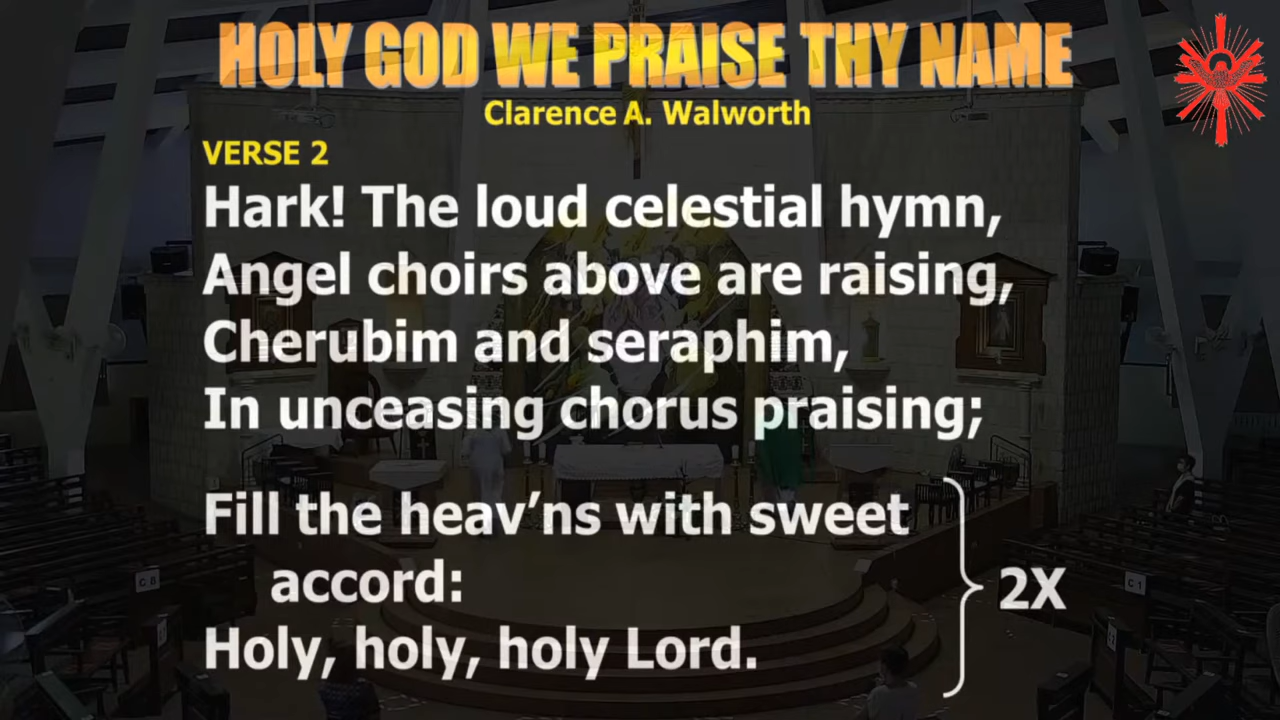 HOLY GOD WE PRAISE THY NAME
Clarence A. Walworth
VERSE 2
Hark! The loud celestial hymn,
Angel choirs above are raising,
Cherubim and seraphim,
In unceasing chorus praising;
Fill the heav’ns with sweet
accord:
Holy, holy, holy Lord.
2X
C 8
C 1